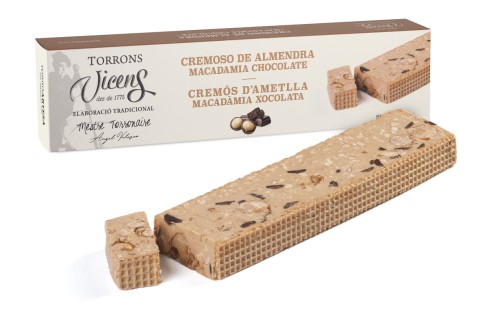 TORRONS
Vicens
des de 1775
ELABORACIÓ TRADICIONAL
Mestre Torronaire
CREMOSO DE ALMENDRA
MACADAMIA CHOCOLATE
CREMÓS D'AMETLLA
MACADÀMIA XOCOLATA